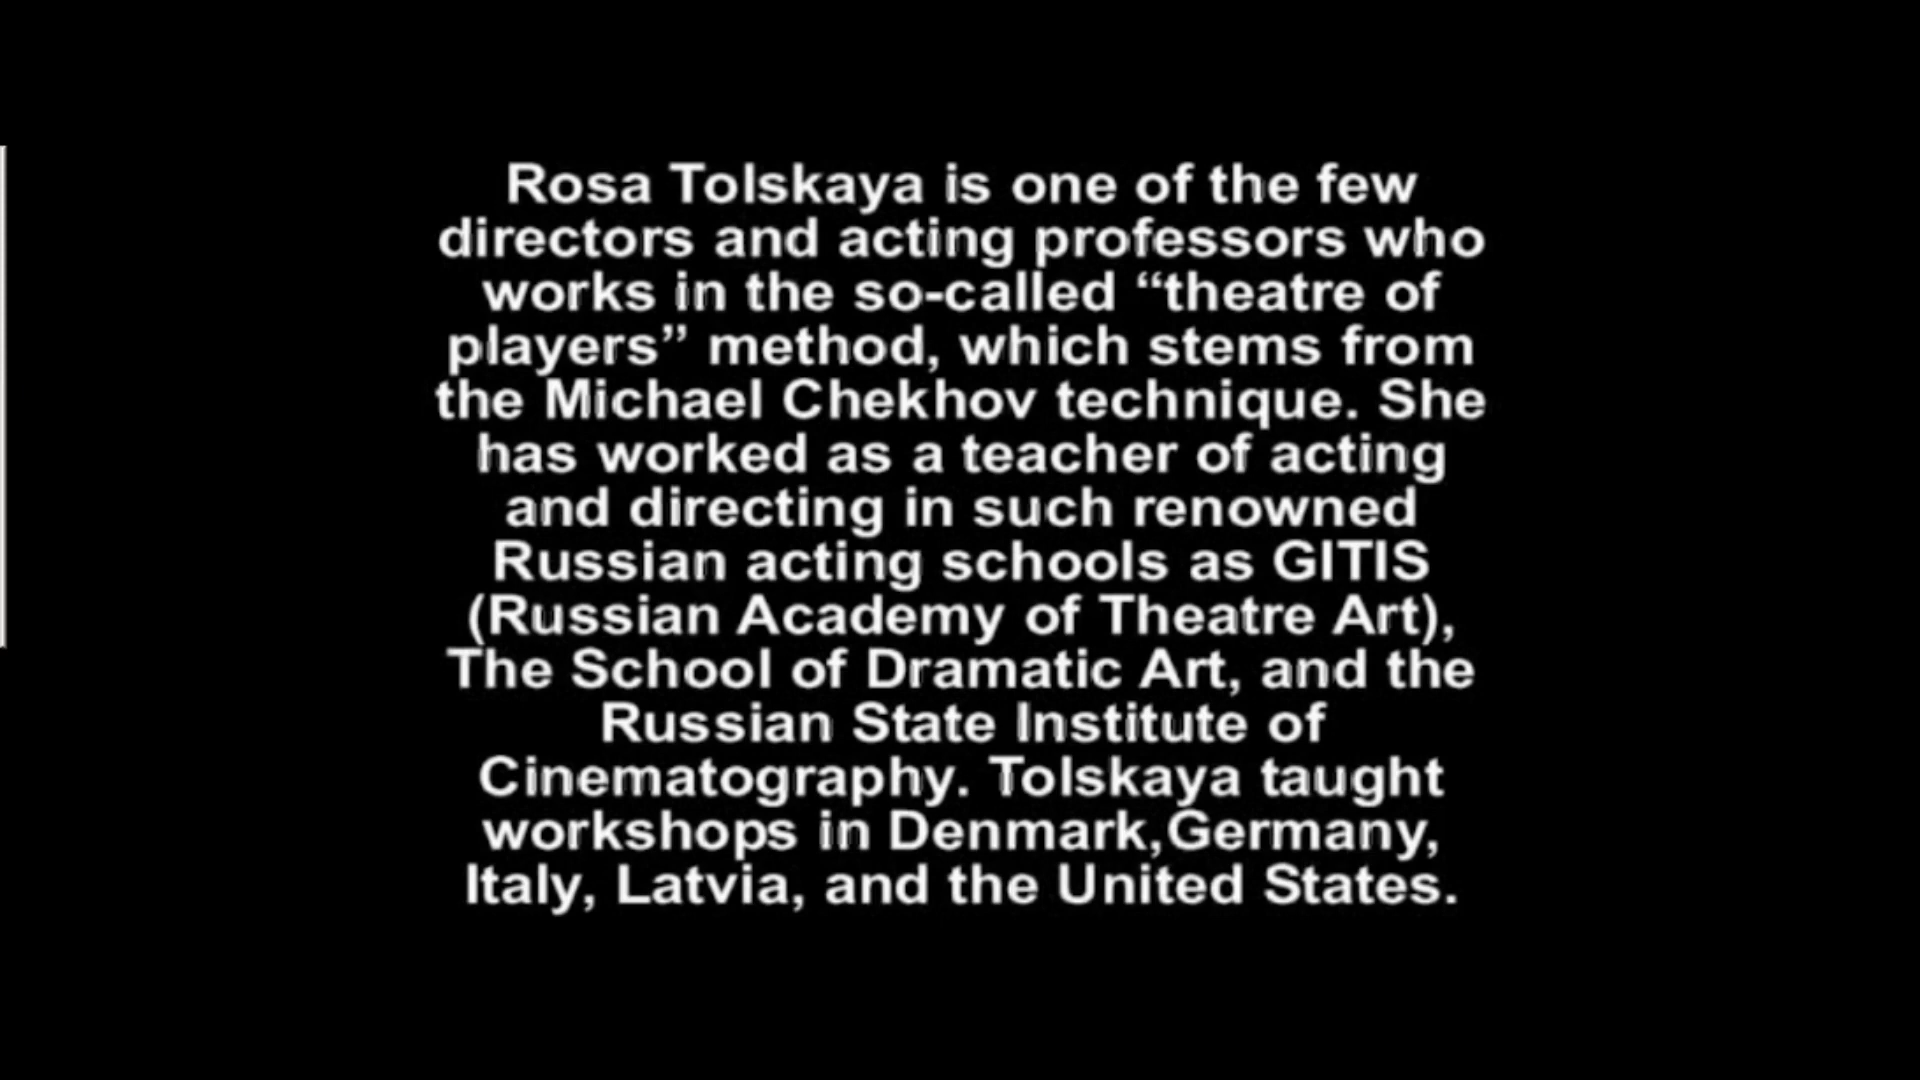 Rosa Tolskaya is one of the few
directors and acting professors who
works in the so-called “theatre of
players” method, which stems from
the Michael Chekhov technique. She
has worked as a teacher of acting
and directing in such renowned
Russian acting schools as GITIS
(Russian Academy of Theatre Art),
The School of Dramatic Art, and the
Russian State Institute of
Cinematography. Tolskaya taught
workshops in Denmark,Germany,
Italy, Latvia, and the United States.